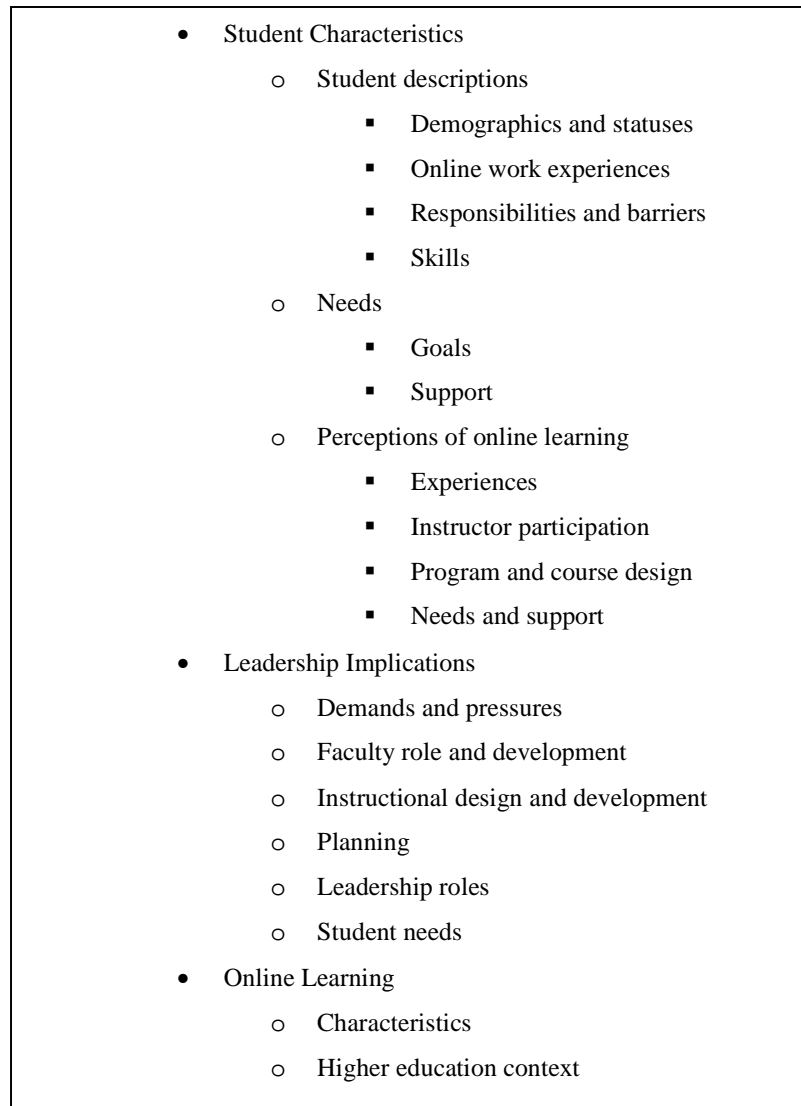 • Student Characteristics
o Student descriptions
▪ Demographics and statuses
▪ Online work experiences
▪ Responsibilities and barriers
▪ Skills
o Needs
▪ Goals
▪ Support
o Perceptions of online learning
▪ Experiences
▪ Instructor participation
▪ Program and course design
▪ Needs and support
• Leadership Implications
o Demands and pressures
o Faculty role and development
o Instructional design and development
o Planning
o Leadership roles
o Student needs
• Online Learning
o Characteristics
o Higher education context